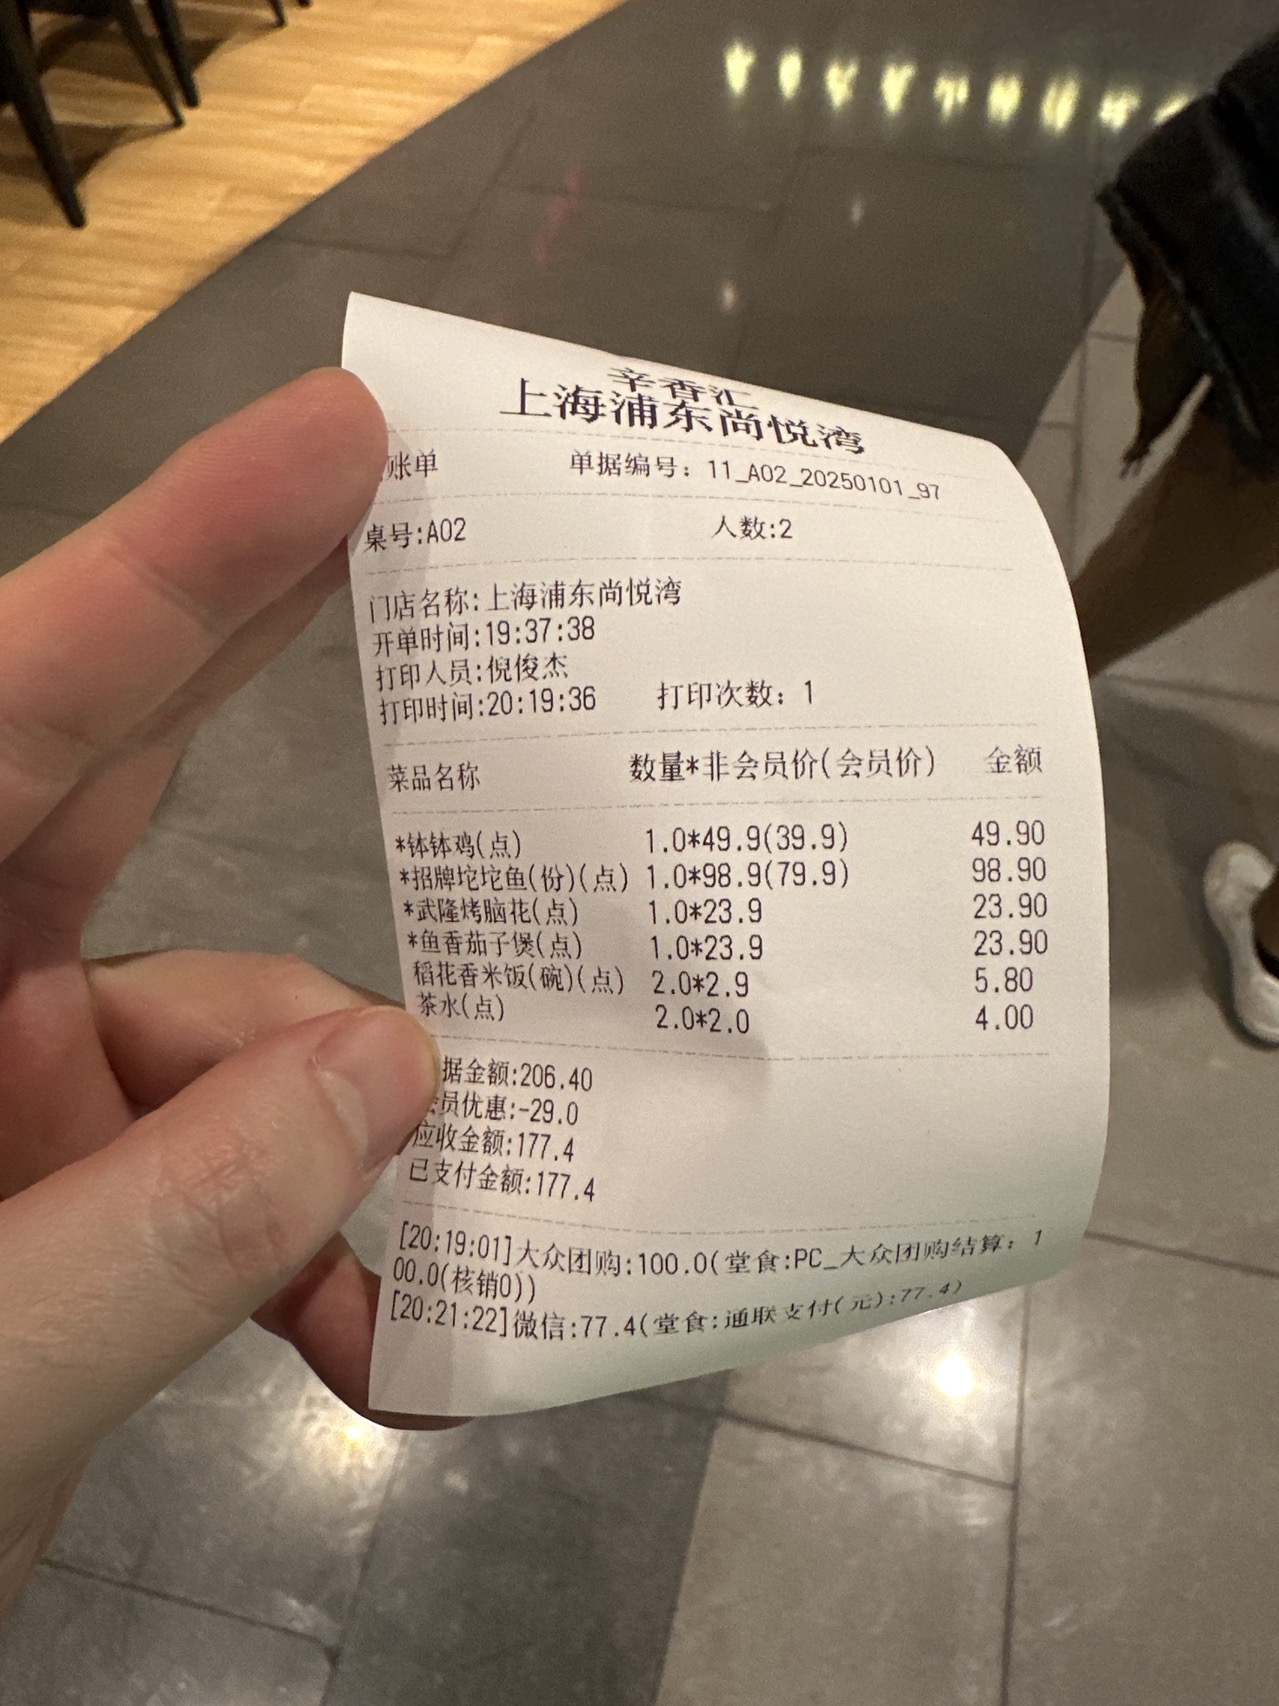 辛香汇
上海浦东尚悦湾
账单 单据编号：11_A02_20250101_97
桌号:A02 人数:2
门店名称:上海浦东尚悦湾
开单时间:19:37:38
打印人员:倪俊杰
打印时间:20:19:36 打印次数：1
菜品名称 数量*非会员价(会员价) 金额
*钵钵鸡(点) 1.0*49.9(39.9) 49.90
*招牌坨坨鱼(份)(点) 1.0*98.9(79.9) 98.90
*武隆烤脑花(点) 1.0*23.9 23.90
*鱼香茄子煲(点) 1.0*23.9 23.90
稻花香米饭(碗)(点) 2.0*2.9 5.80
茶水(点) 2.0*2.0 4.00
据金额:206.40
会员优惠:-29.0
应收金额:177.4
已支付金额:177.4
[20:19:01]大众团购:100.0(堂食:PC_大众团购结算：1
00.0(核销0))
[20:21:22]微信:77.4(堂食:通联支付(元):77.4)